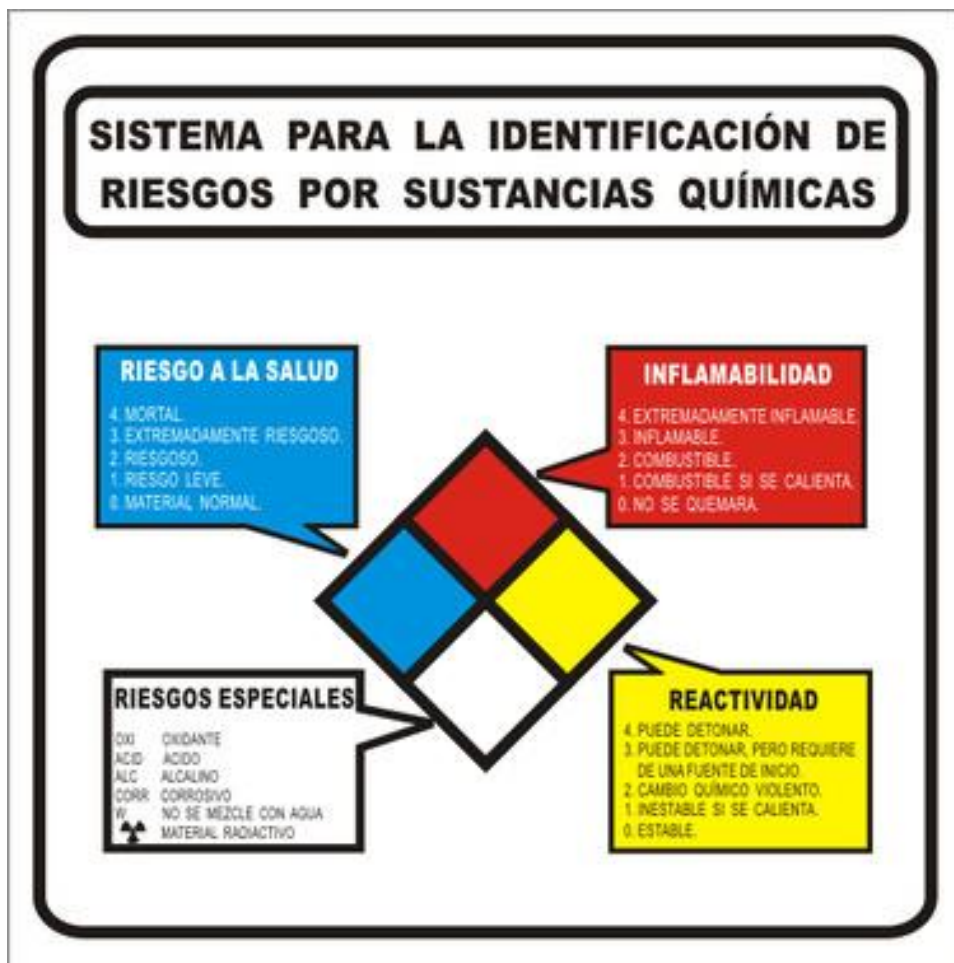 SISTEMA PARA LA IDENTIFICACIÓN DE
RIESGOS POR SUSTANCIAS QUÍMICAS
RIESGO A LA SALUD
4. MORTAL.
3. EXTREMADAMENTE RIESGOSO.
2. RIESGOSO.
1. RIESGO LEVE.
0. MATERIAL NORMAL.
INFLAMABILIDAD
4. EXTREMADAMENTE INFLAMABLE.
3. INFLAMABLE.
2. COMBUSTIBLE.
1. COMBUSTIBLE SI SE CALIENTA.
0. NO SE QUEMARA.
RIESGOS ESPECIALES
OXI OXIDANTE
ACID ACIDO
ALC ALCALINO
CORR CORROSIVO
W NO SE MEZCLE CON AGUA
MATERIAL RADIACTIVO
REACTIVIDAD
4. PUEDE DETONAR.
3. PUEDE DETONAR, PERO REQUIERE
DE UNA FUENTE DE INICIO.
2. CAMBIO QUÍMICO VIOLENTO.
1. INESTABLE SI SE CALIENTA.
0. ESTABLE.